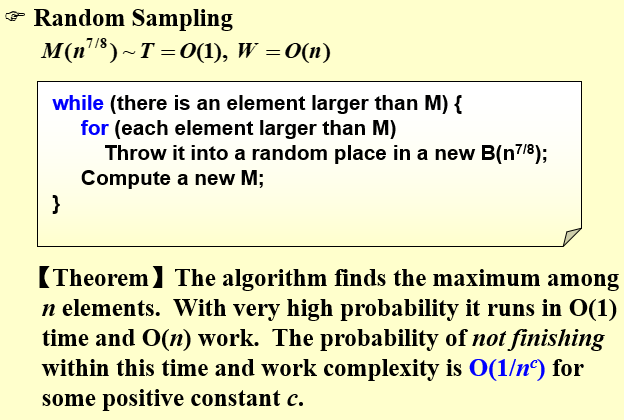 ☞ Random Sampling
M(n^7/8) ~ T = O(1), W = O(n)
while (there is an element larger than M) {
for (each element larger than M)
Throw it into a random place in a new B(n^7/8);
Compute a new M;
}
【Theorem】The algorithm finds the maximum among
n elements. With very high probability it runs in O(1)
time and O(n) work. The probability of not finishing
within this time and work complexity is O(1/n^c) for
some positive constant c.